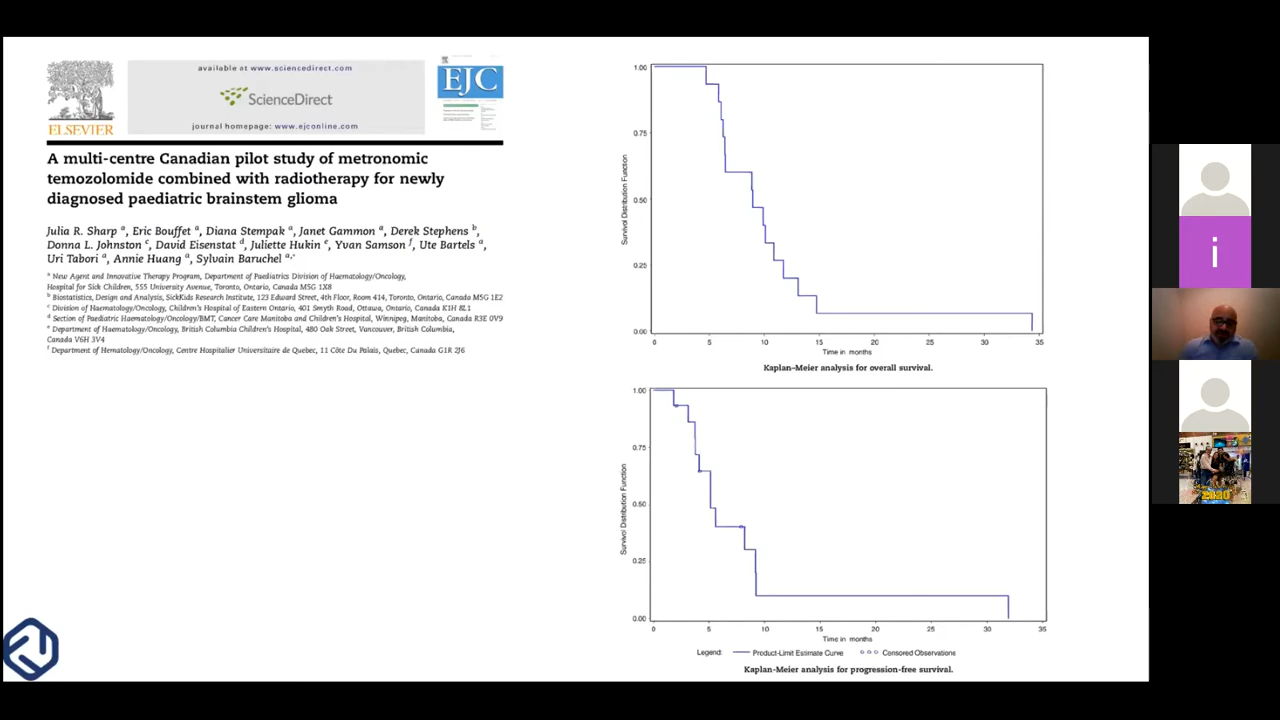 available at www.sciencedirect.com
ScienceDirect
journal homepage: www.ejconline.com
ELSEVIER
EJC
A multi-centre Canadian pilot study of metronomic
temozolomide combined with radiotherapy for newly
diagnosed paediatric brainstem glioma
Julia R. Sharp a, Eric Bouffet a, Diana Stempak a, Janet Gammon a, Derek Stephens b,
Donna L. Johnston c, David Eisenstat d, Juliette Hukin e, Yvan Samson f, Ute Bartels a,
Uri Tabori a, Annie Huang a, Sylvain Baruchel a,*
a New Agent and Innovative Therapy Program, Department of Paediatrics Division of Haematology/Oncology,
Hospital for Sick Children, 555 University Avenue, Toronto, Ontario, Canada M5G 1X8
b Biostatistics, Design and Analysis, SickKids Research Institute, 123 Edward Street, 4th Floor, Room 414, Toronto, Ontario, Canada M5G 1E2
c Division of Haematology/Oncology, Children's Hospital of Eastern Ontario, 401 Smyth Road, Ottawa, Ontario, Canada K1H 8L1
d Section of Paediatric Haematology/Oncology/BMT, Cancer Care Manitoba and Children's Hospital, Winnipeg, Manitoba, Canada R3E 0V9
e Department of Haematology/Oncology, British Columbia Children's Hospital, 480 Oak Street, Vancouver, British Columbia,
Canada V6H 3V4
f Department of Hematology/Oncology, Centre Hospitalier Universitaire de Quebec, 11 Côte Du Palais, Quebec, Canada G1R 2J6
Survival Distribution Function
1.00
0.75
0.50
0.25
0.00
0 5 10 15 20 25 30 35
Time in months
Kaplan-Meier analysis for overall survival.
Survival Distribution Function
1.00
0.75
0.50
0.25
0.00
0 5 10 15 20 25 30 35
Time in months
Legend: Product-Limit Estimate Curve Censored Observations
Kaplan-Meier analysis for progression-free survival.
i
2020